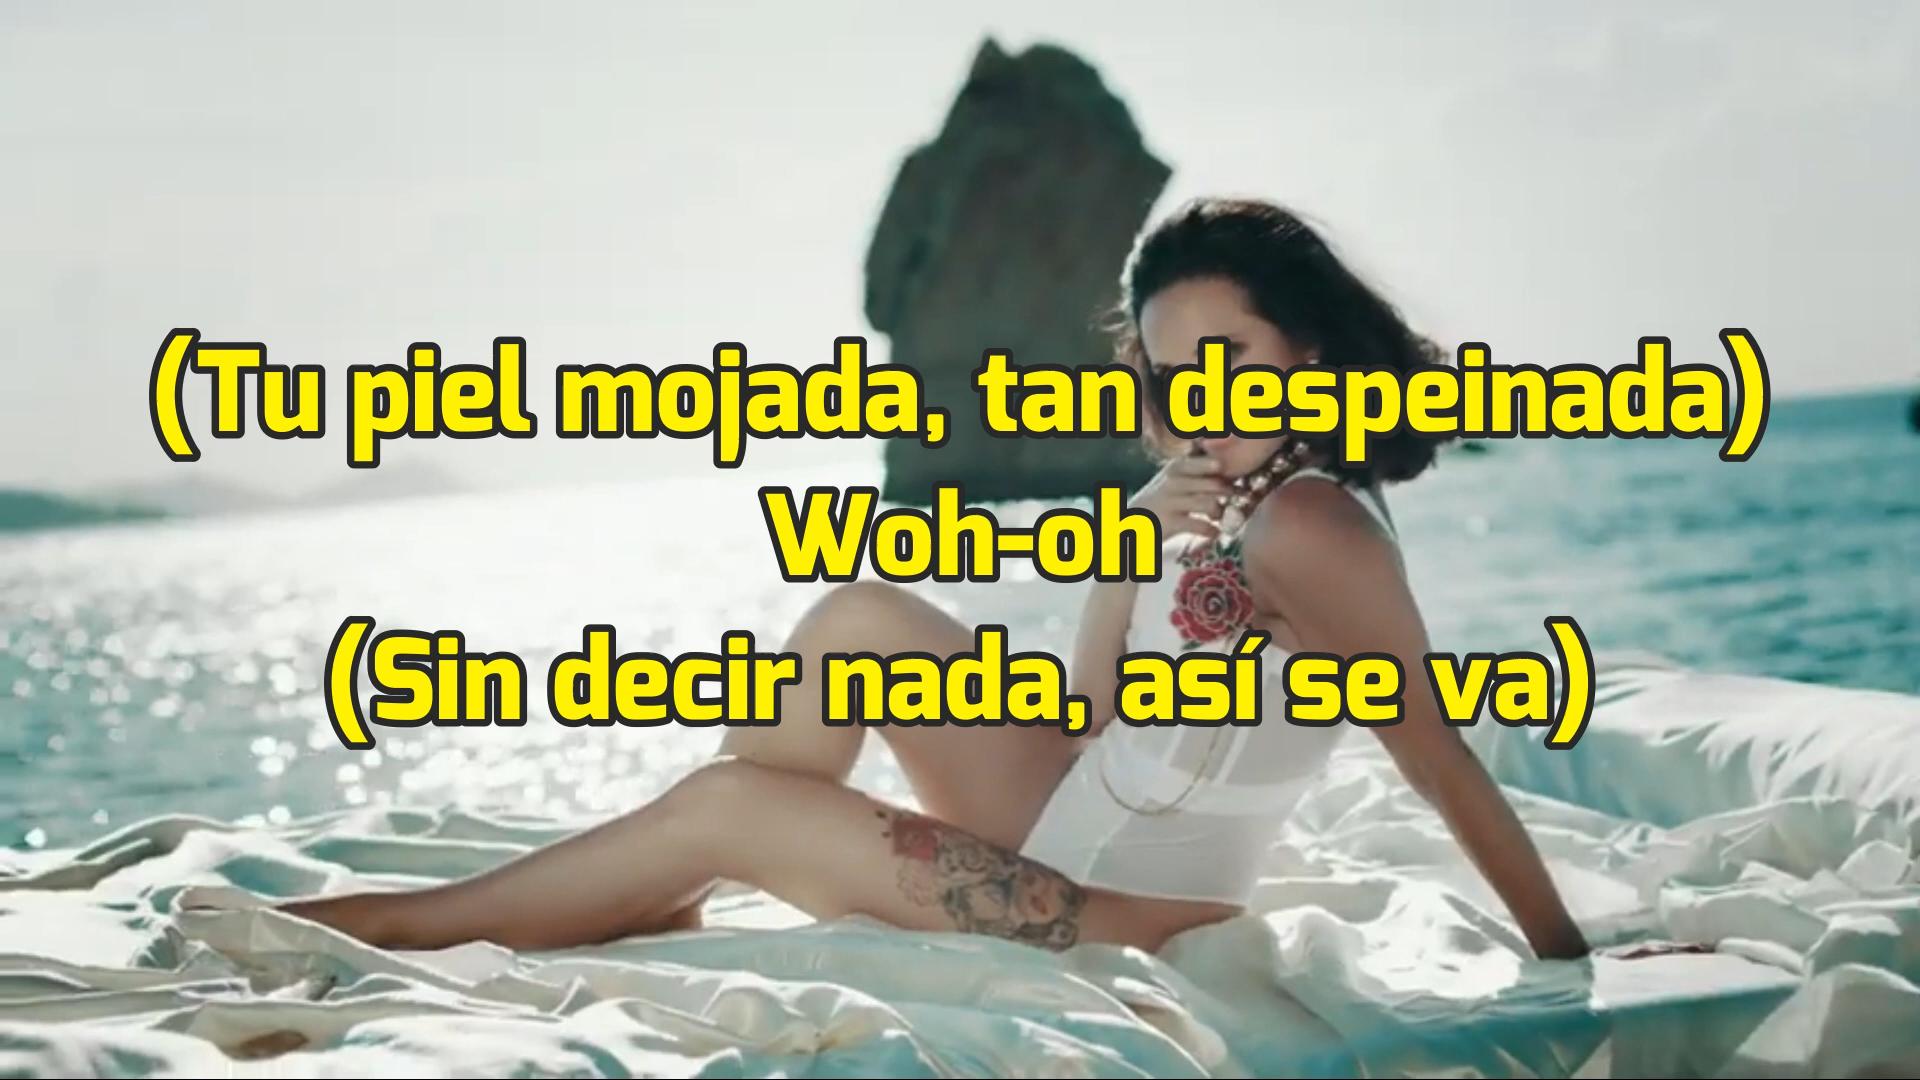 (Tu piel mojada, tan despeinada)
Woh-oh
(Sin decir nada, así se va)